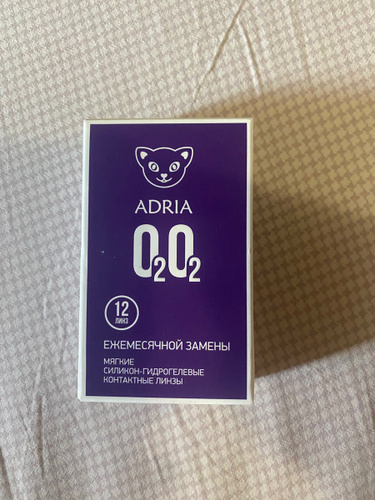 ADRIA
O2O2
12
ЛИНЗ
ЕЖЕМЕСЯЧНОЙ ЗАМЕНЫ
МЯГКИЕ
СИЛИКОН-ГИДРОГЕЛЕВЫЕ
КОНТАКТНЫЕ ЛИНЗЫ